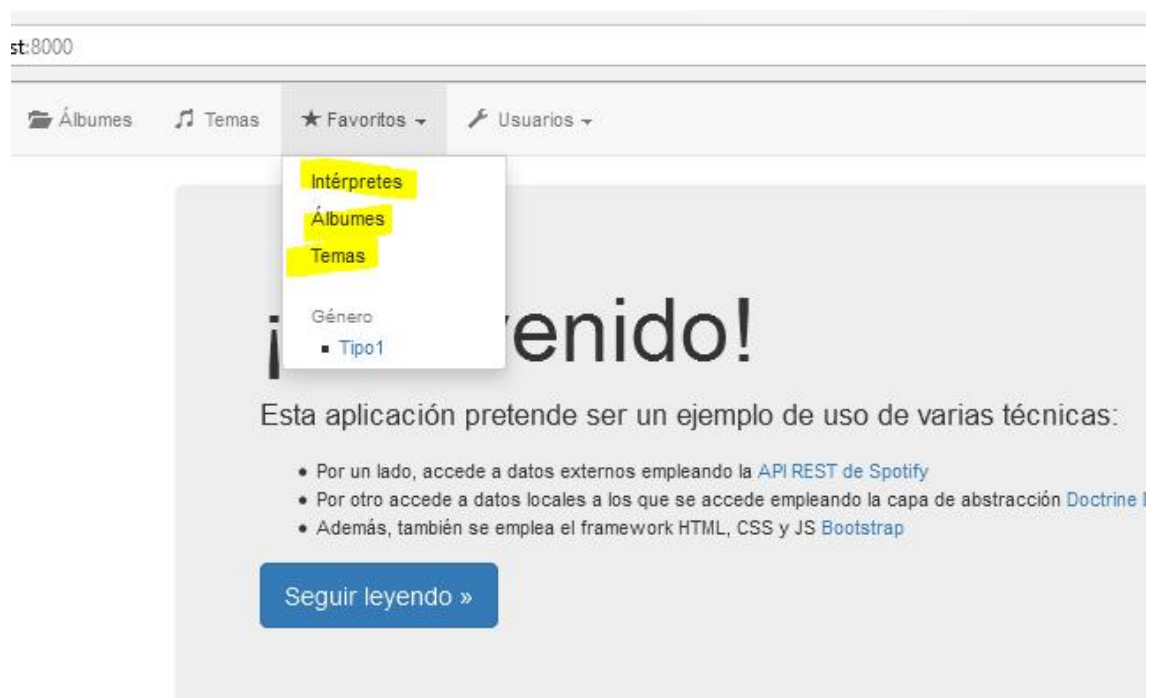 st:8000
Álbumes Temas Favoritos Usuarios
Intérpretes
Álbumes
Temas
Género
Tipo1
¡ venido!
Esta aplicación pretende ser un ejemplo de uso de varias técnicas:
Por un lado, accede a datos externos empleando la API REST de Spotify
Por otro accede a datos locales a los que se accede empleando la capa de abstracción Doctrine
Además, también se emplea el framework HTML, CSS y JS Bootstrap
Seguir leyendo »